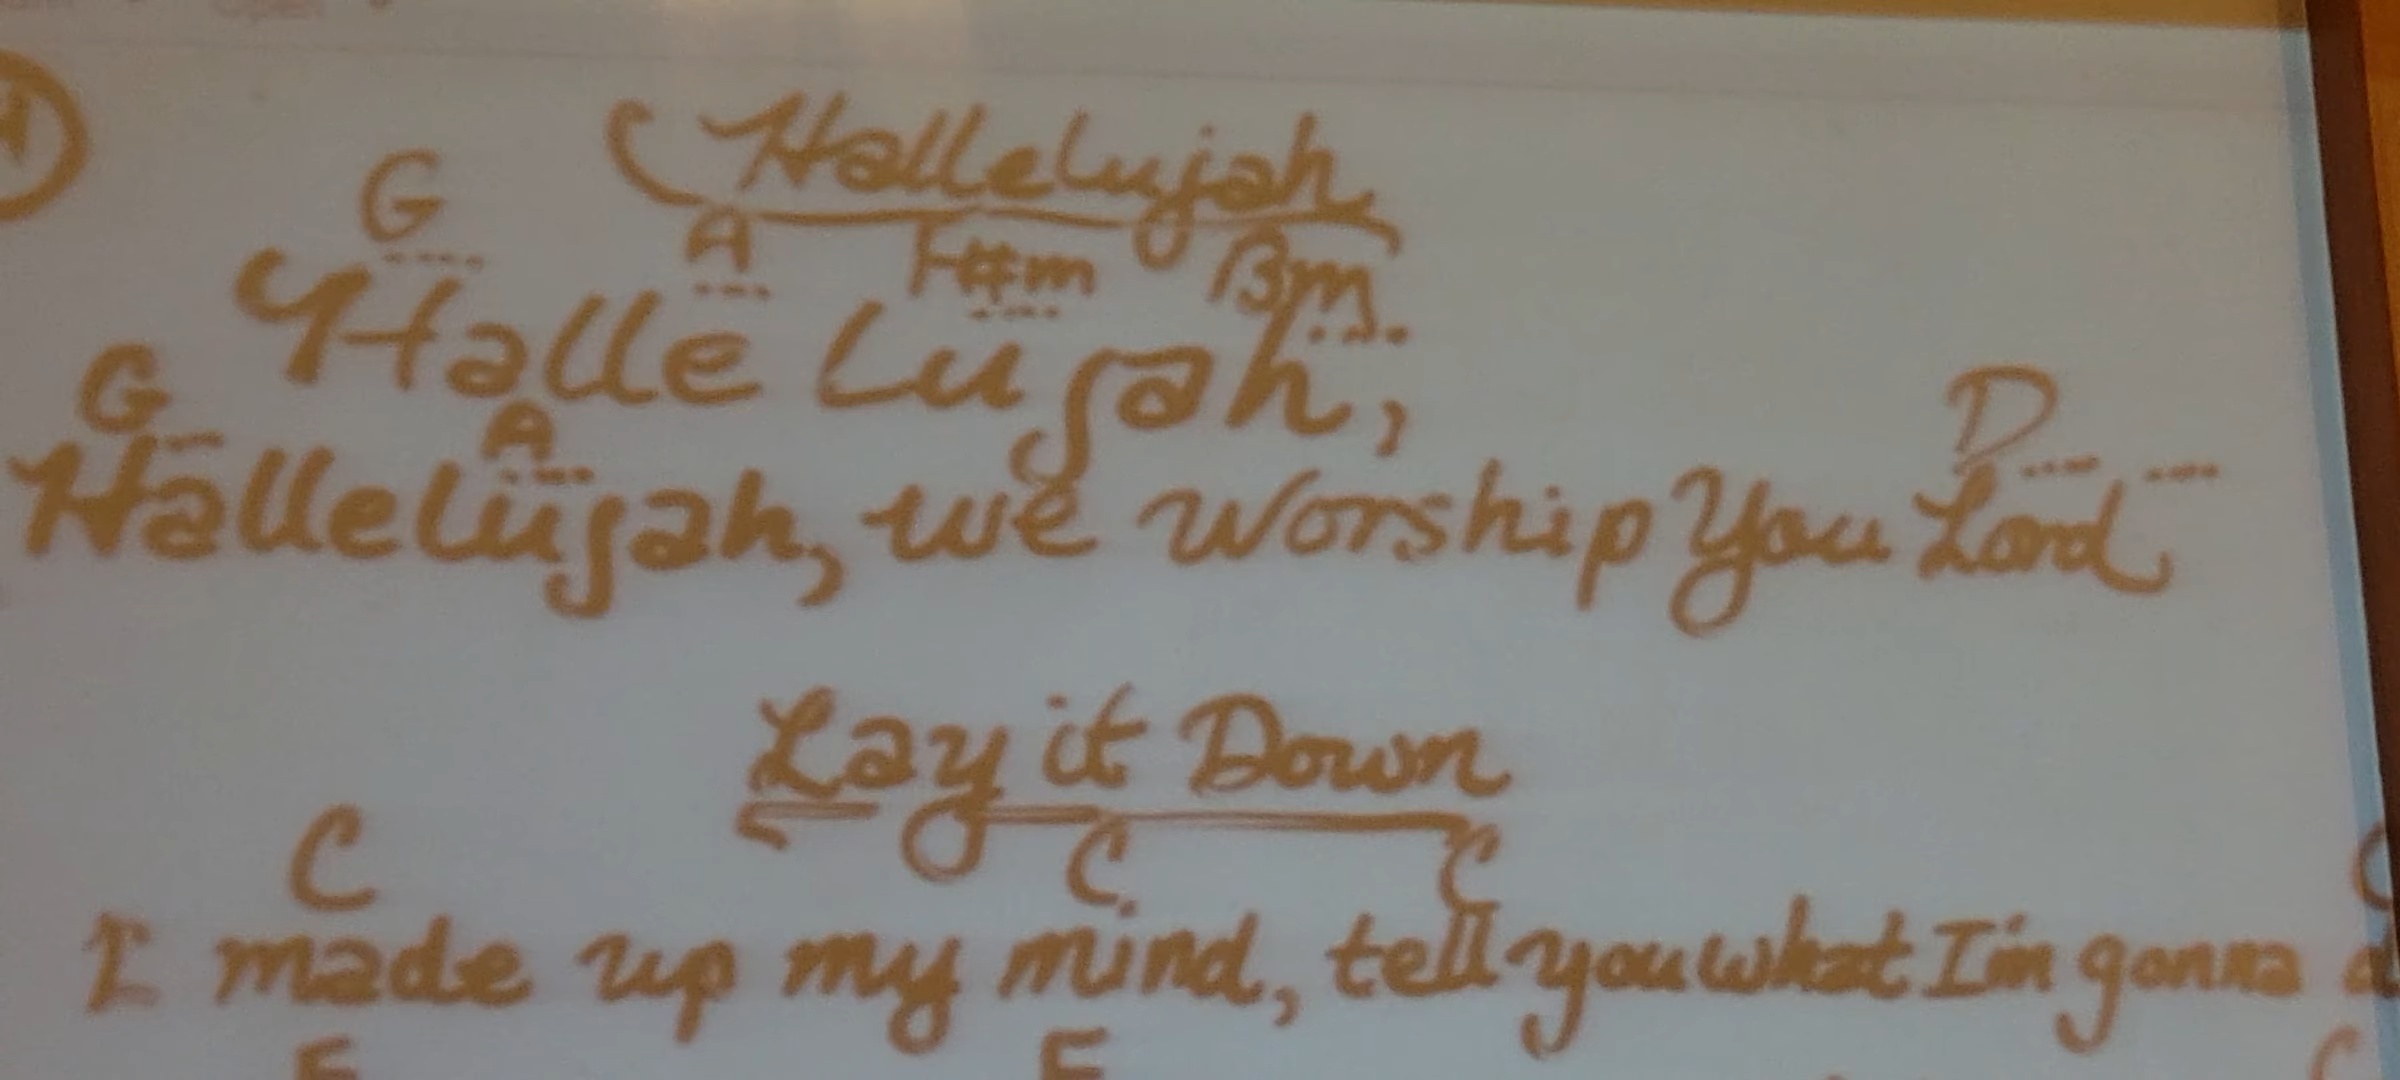 Hallelujah
G A F#m Bm
Hallelujah,
G A D
Hallelujah, we worship You Lord
Lay it Down
C C C C
I made up my mind, tell you what I'm gonna